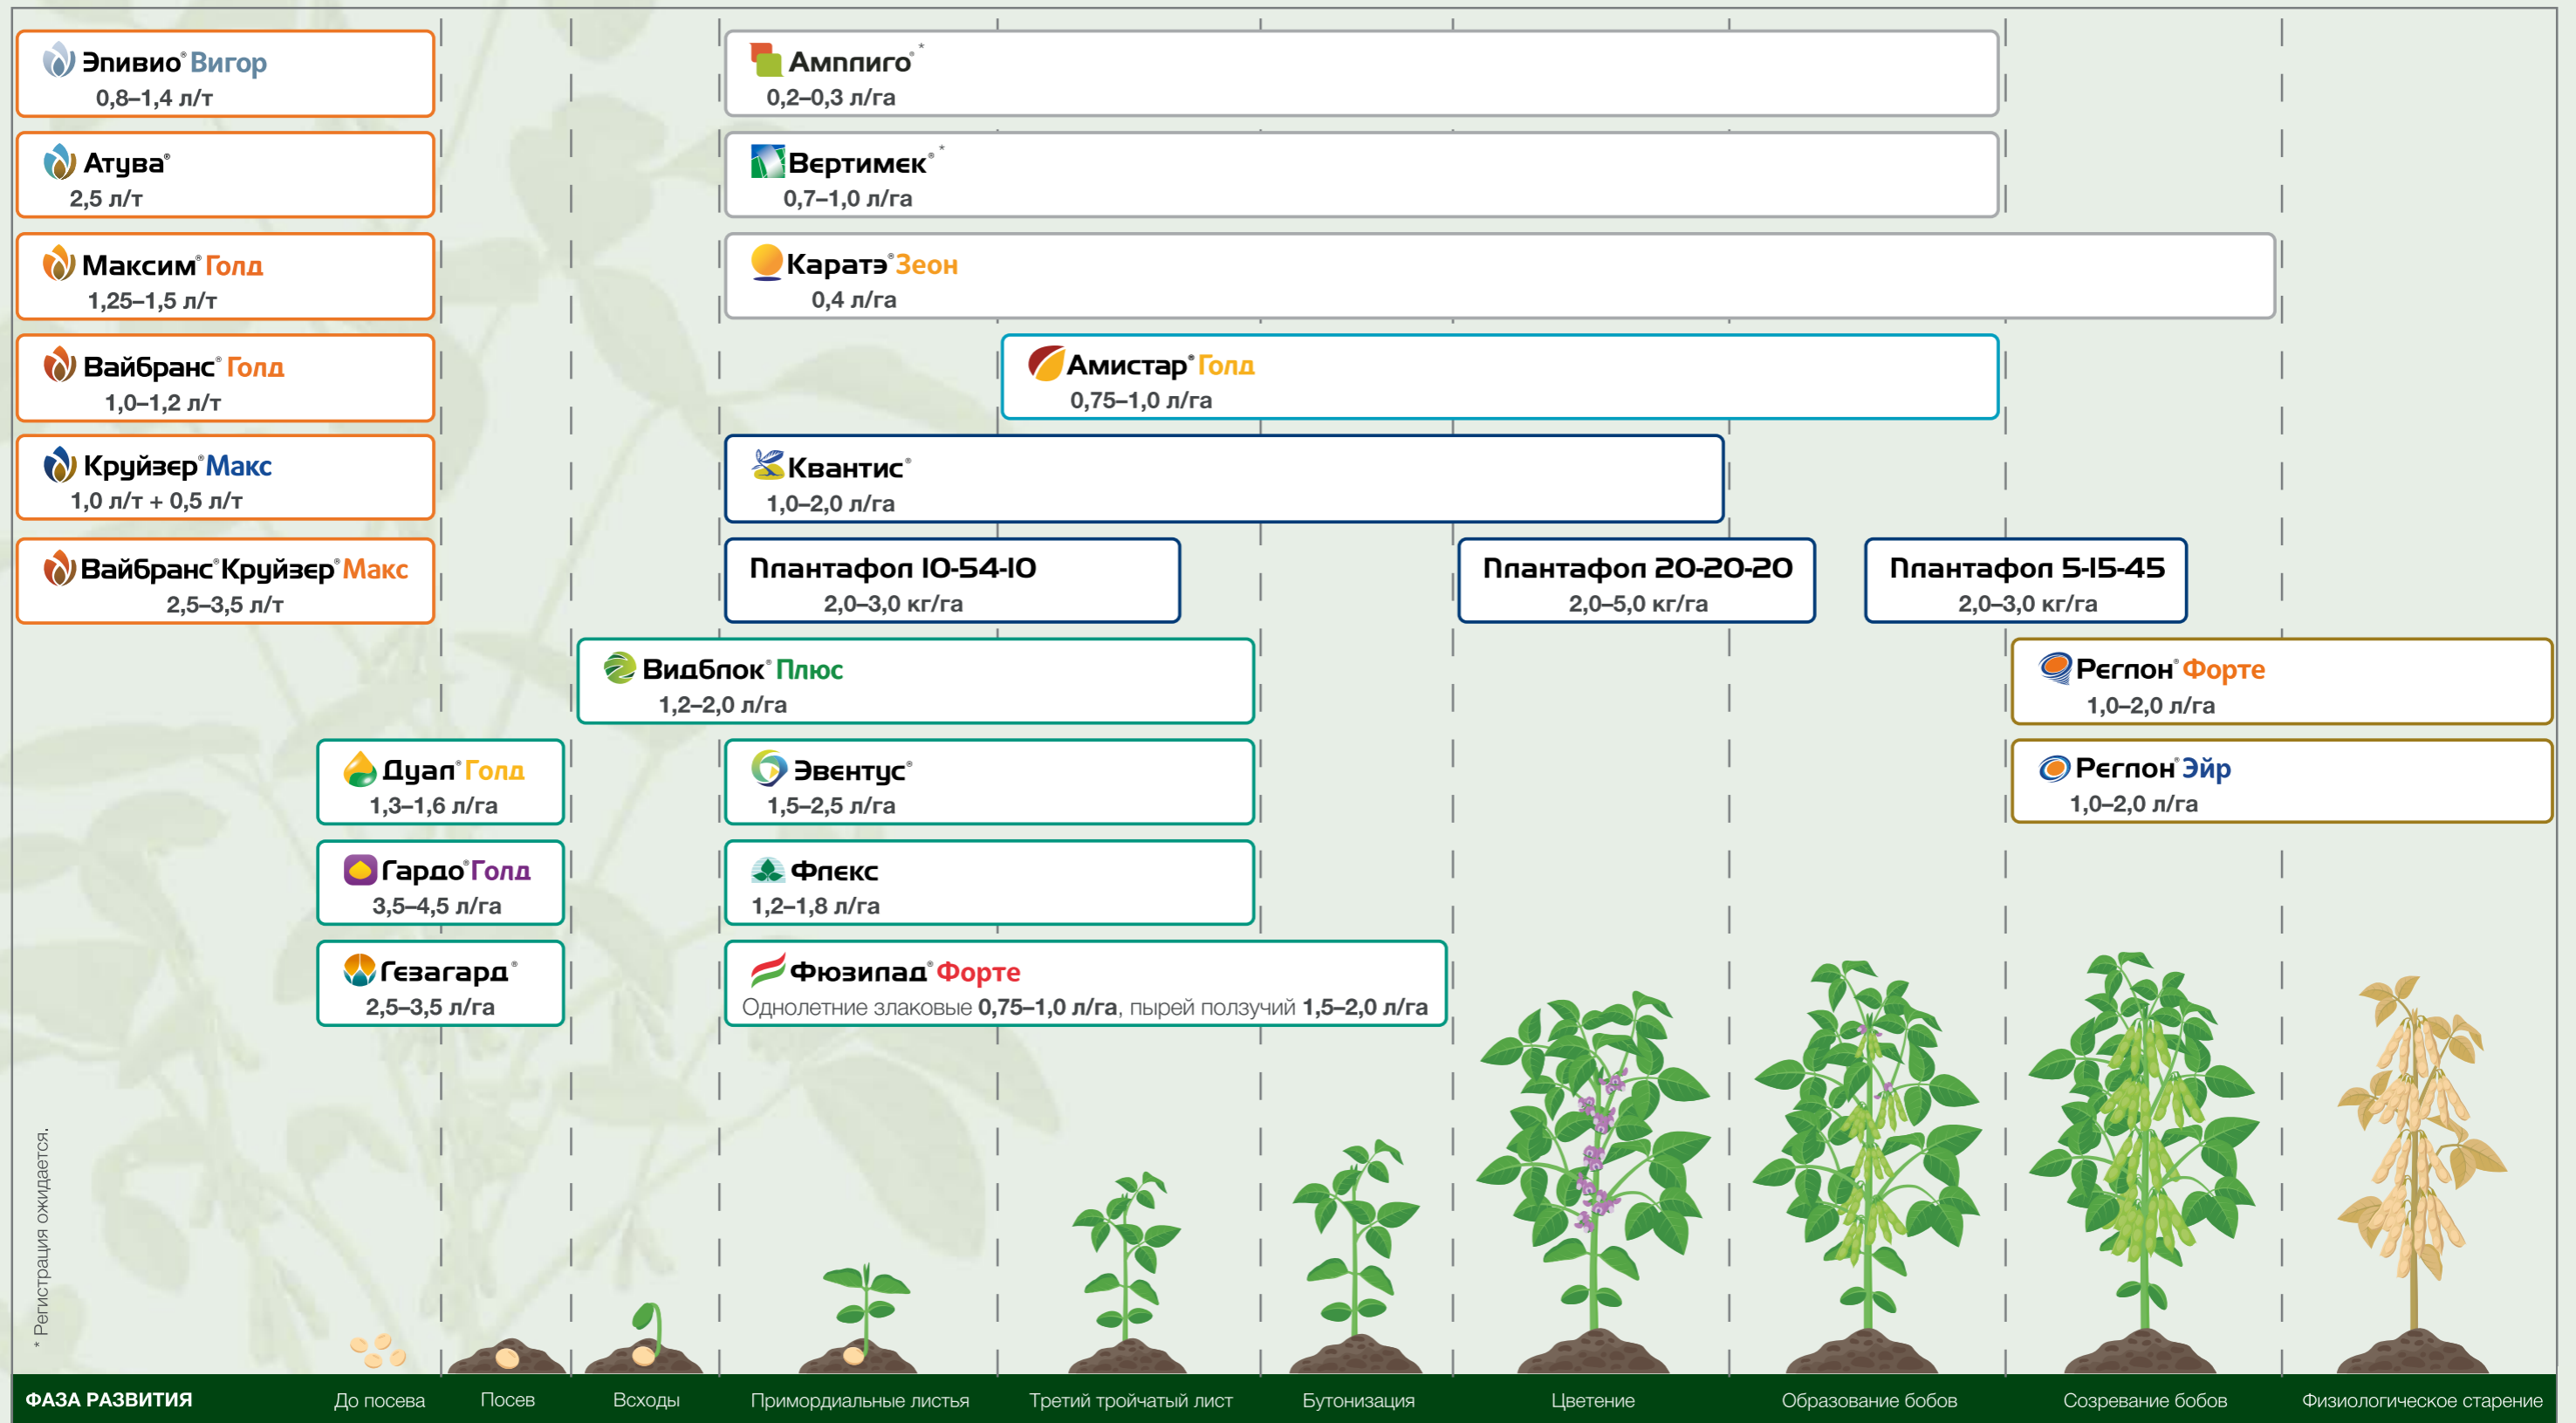 Эпивио® Вигор
0,8–1,4 л/т
Амплиго®*
0,2–0,3 л/га
Атува®
2,5 л/т
Вертимек®*
0,7–1,0 л/га
Максим® Голд
1,25–1,5 л/т
Каратэ® Зеон
0,4 л/га
Вайбранс® Голд
1,0–1,2 л/т
Амистар® Голд
0,75–1,0 л/га
Круйзер® Макс
1,0 л/т + 0,5 л/т
Квантис®
1,0–2,0 л/га
Вайбранс® Круйзер® Макс
2,5–3,5 л/т
Плантафол 10-54-10
2,0–3,0 кг/га
Плантафол 20-20-20
2,0–5,0 кг/га
Плантафол 5-15-45
2,0–3,0 кг/га
Видблок® Плюс
1,2–2,0 л/га
Реглон® Форте
1,0–2,0 л/га
Дуал® Голд
1,3–1,6 л/га
Эвентус®
1,5–2,5 л/га
Реглон® Эйр
1,0–2,0 л/га
Гардо® Голд
3,5–4,5 л/га
Флекс
1,2–1,8 л/га
Гезагард®
2,5–3,5 л/га
Фюзилад® Форте
Однолетние злаковые 0,75–1,0 л/га, пырей ползучий 1,5–2,0 л/га
* Регистрация ожидается.
ФАЗА РАЗВИТИЯ
До посева
Посев
Всходы
Примордиальные листья
Третий тройчатый лист
Бутонизация
Цветение
Образование бобов
Созревание бобов
Физиологическое старение